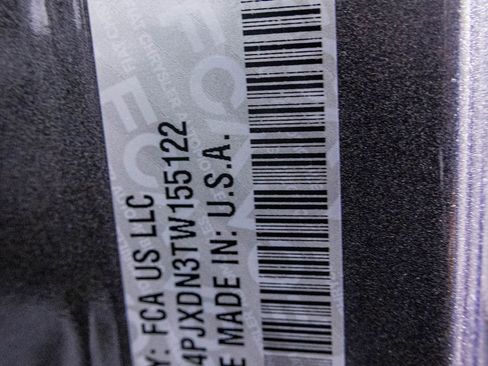 Y: FCA US LLC
4PJXDN3TW155122
E MADE IN: U.S.A.